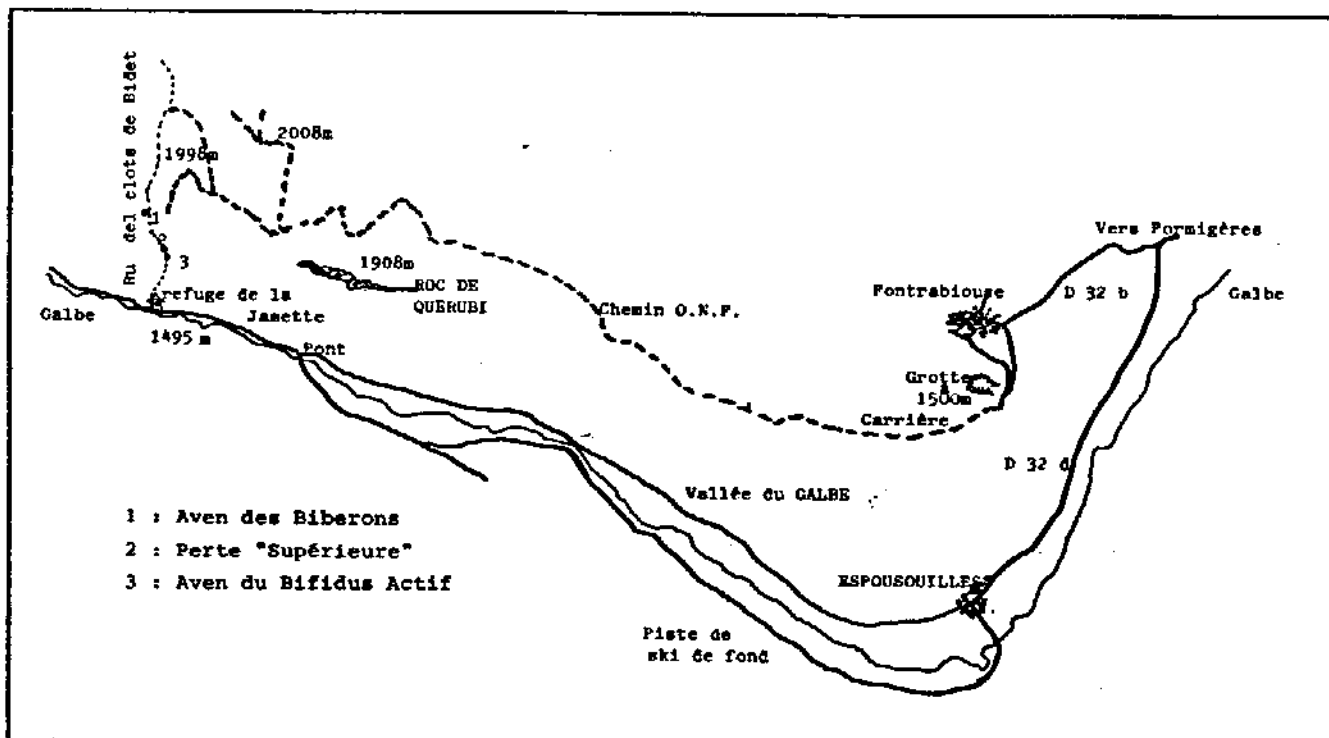 Ru del clots de Bidet
2008m
1998m
11
2
3
Vers Formigères
1908m
ROC DE
QUERUBI
Fontrabiouse
D 32 b
Galbe
refuge de la
Jasette
Galbe
1495 m
Pont
Chemin O.N.F.
Grotte
1500m
Carrière
D 32 d
Vallée du GALBE
1 : Aven des Biberons
2 : Perte "Supérieure"
3 : Aven du Bifidus Actif
ESPOUSOUILLES
Piste de
ski de fond